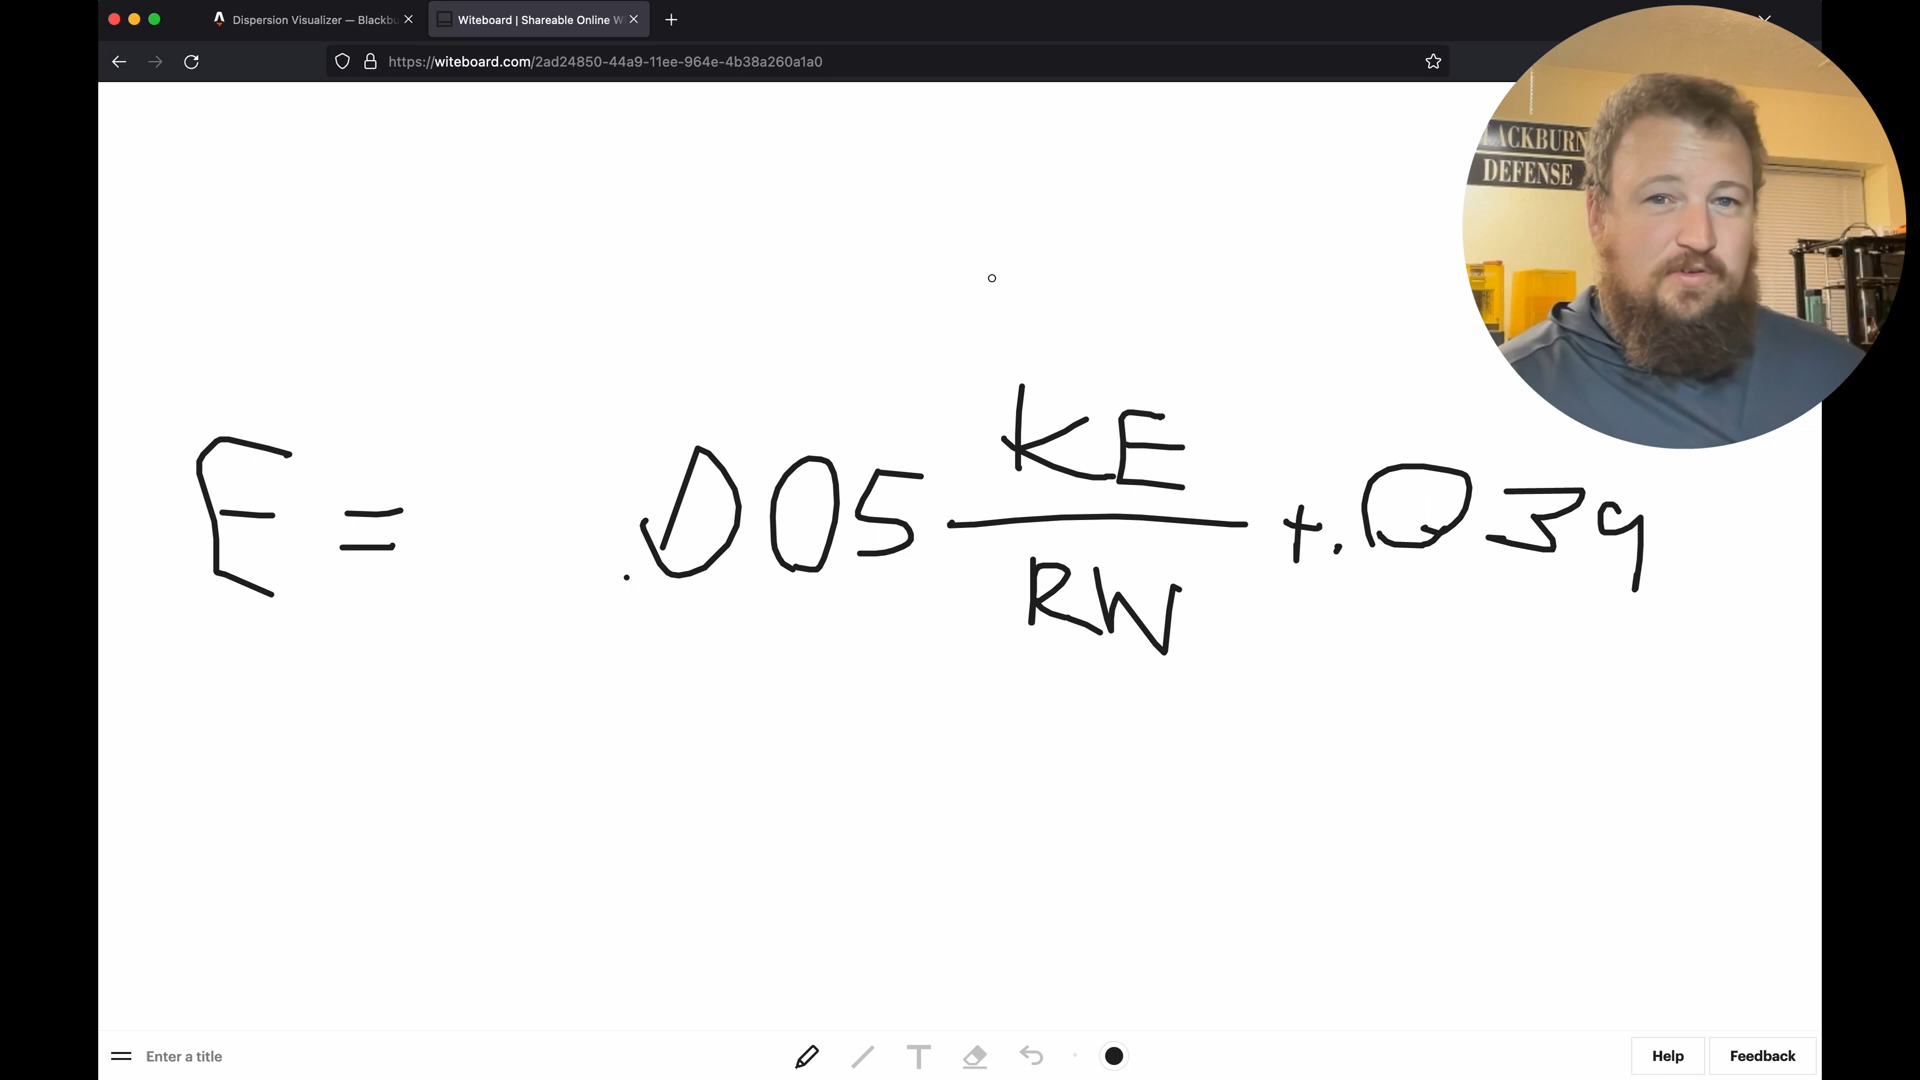 Dispersion Visualizer — Blackbu
Witeboard | Shareable Online W
https://witeboard.com/2ad24850-44a9-11ee-964e-4b38a260a1a0
LACKBURN
DEFENSE
E = .005 KE/RW + .039
Enter a title
T
Help
Feedback